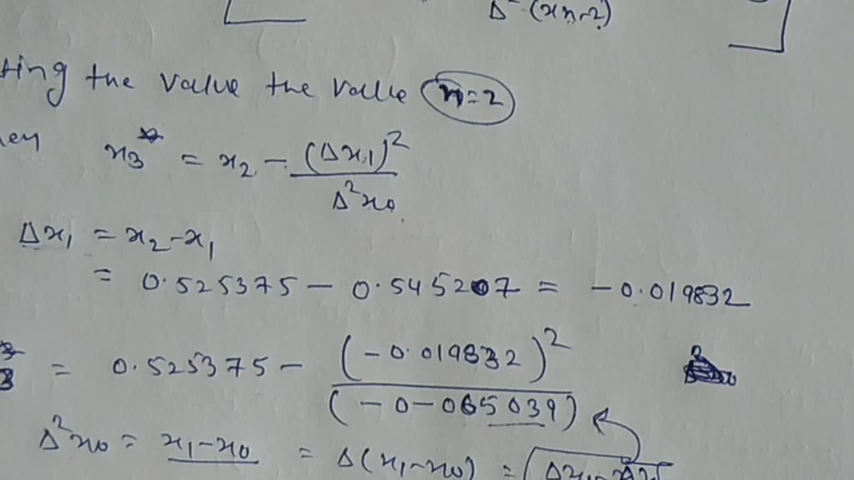 Δ² (xn-2)
ting the value the value n=2
x₃* = x₂ - (Δx₁)² / Δ²x₀
Δx₁ = x₂-x₁
= 0.525375 - 0.545207 = -0.019832
= 0.525375 - (-0.019832)² / (-0-065039)
Δ²x₀ = x₁-x₀ = Δ(x₁-x₀) =